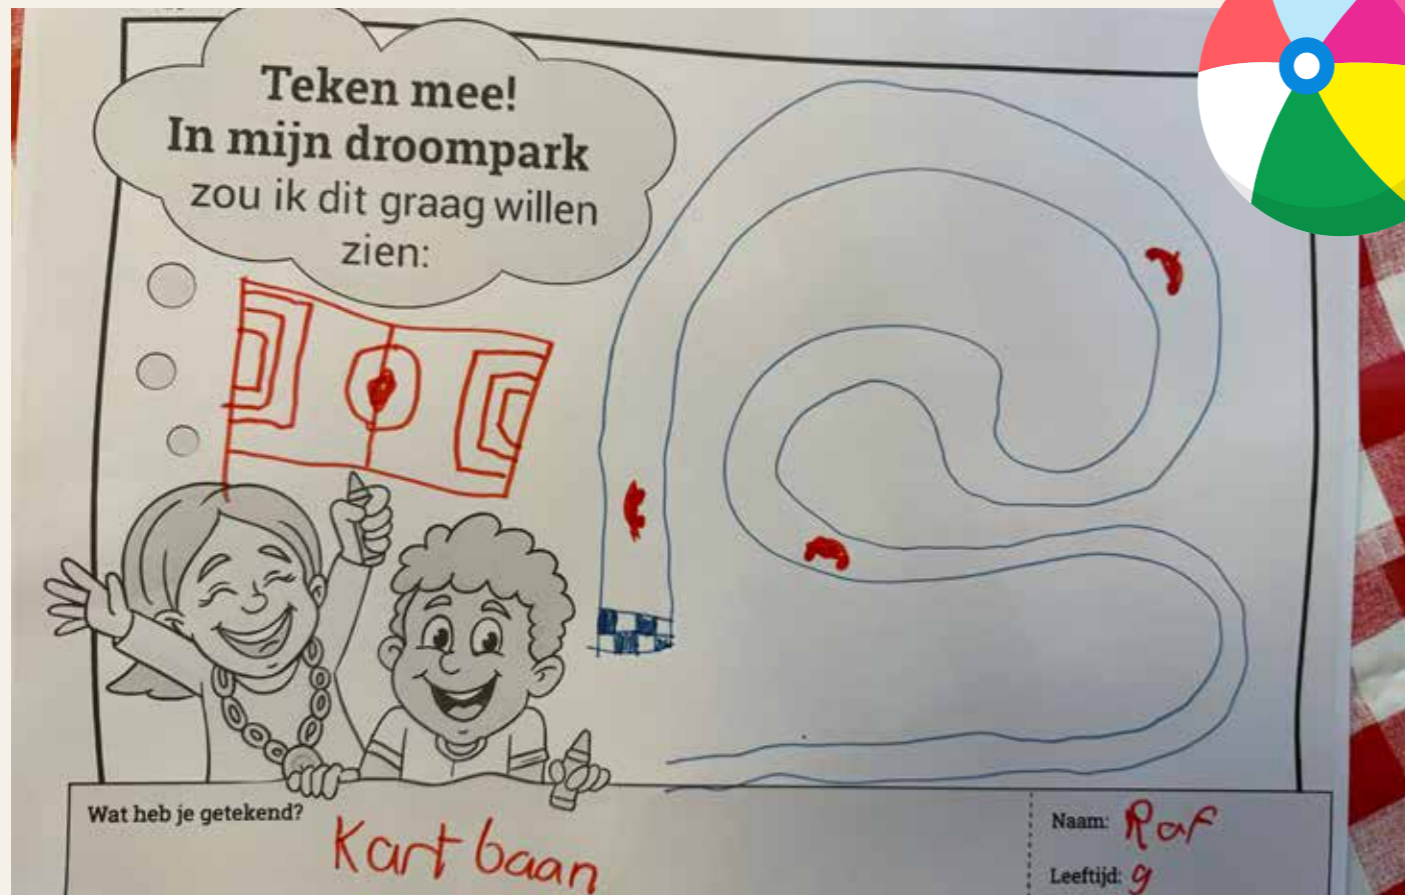 Teken mee!
In mijn droompark
zou ik dit graag willen
zien:
Wat heb je getekend?
Kart baan
Naam: Raf
Leeftijd: 9